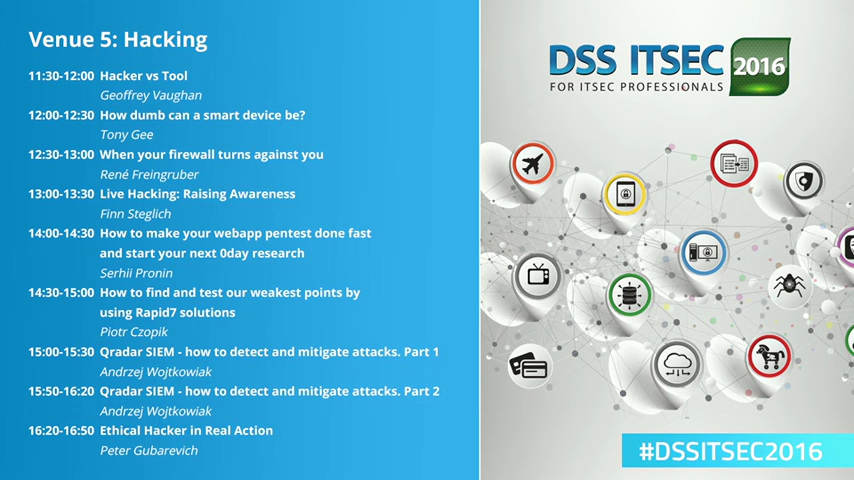 Venue 5: Hacking
11:30-12:00 Hacker vs Tool
Geoffrey Vaughan
12:00-12:30 How dumb can a smart device be?
Tony Gee
12:30-13:00 When your firewall turns against you
René Freingruber
13:00-13:30 Live Hacking: Raising Awareness
Finn Steglich
14:00-14:30 How to make your webapp pentest done fast
and start your next 0day research
Serhii Pronin
14:30-15:00 How to find and test our weakest points by
using Rapid7 solutions
Piotr Czopik
15:00-15:30 Qradar SIEM - how to detect and mitigate attacks. Part 1
Andrzej Wojtkowiak
15:50-16:20 Qradar SIEM - how to detect and mitigate attacks. Part 2
Andrzej Wojtkowiak
16:20-16:50 Ethical Hacker in Real Action
Peter Gubarevich
DSS ITSEC 2016
FOR ITSEC PROFESSIONALS
#DSSITSEC2016